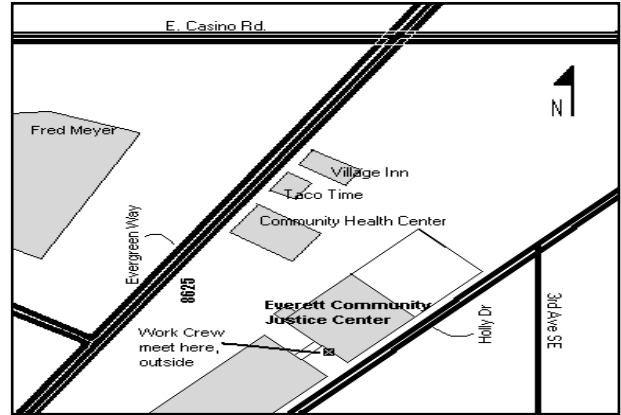 E. Casino Rd.
N
Fred Meyer
Village Inn
Taco Time
Community Health Center
Evergreen Way
8625
Everett Community
Justice Center
Work Crew
meet here,
outside
Holly Dr
3rd Ave SE